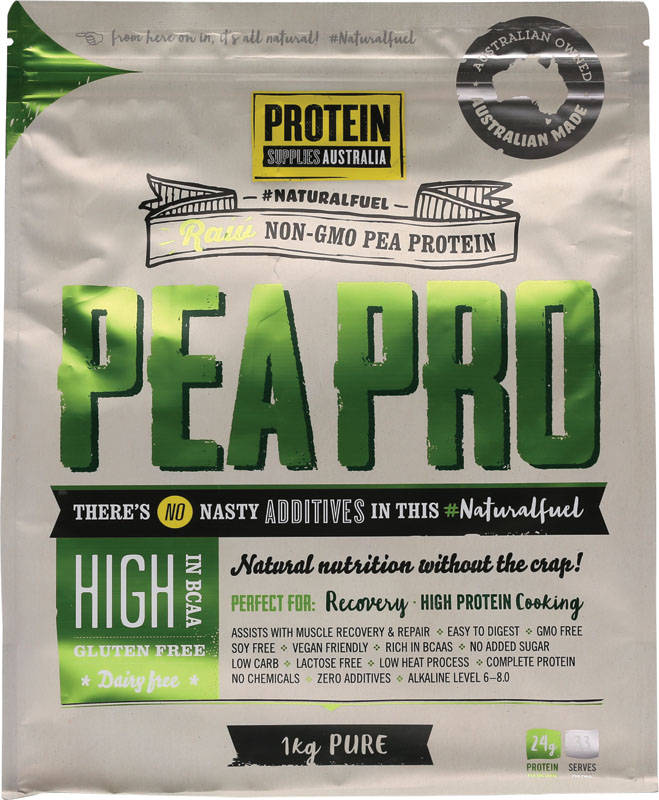 from here on in, it's all natural! #Naturalfuel
AUSTRALIAN OWNED
AUSTRALIAN MADE
PROTEIN
SUPPLIES AUSTRALIA
- #NATURALFUEL -
- Raw NON-GMO PEA PROTEIN
PEA PRO
THERE'S NO NASTY ADDITIVES IN THIS #Naturalfuel
HIGH IN BCAA
GLUTEN FREE
* Dairy free *
Natural nutrition without the crap!
PERFECT FOR: Recovery · HIGH PROTEIN Cooking
ASSISTS WITH MUSCLE RECOVERY & REPAIR ❖ EASY TO DIGEST ❖ GMO FREE
SOY FREE ❖ VEGAN FRIENDLY ❖ RICH IN BCAAS ❖ NO ADDED SUGAR
LOW CARB ❖ LACTOSE FREE ❖ LOW HEAT PROCESS ❖ COMPLETE PROTEIN
NO CHEMICALS ❖ ZERO ADDITIVES ❖ ALKALINE LEVEL 6–8.0
1kg PURE
24g
PROTEIN
33
SERVES